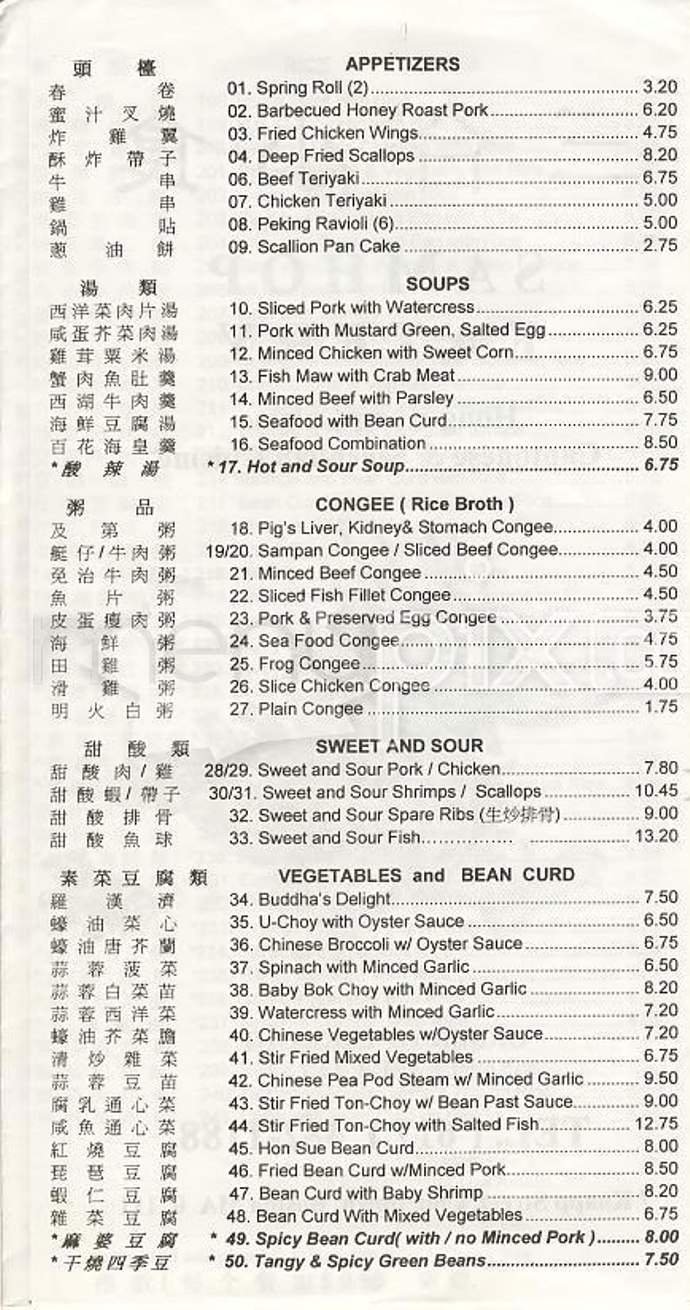 頭 檯 APPETIZERS
春 卷 01. Spring Roll (2) 3.20
蜜 汁 叉 燒 02. Barbecued Honey Roast Pork 6.20
炸 雞 翼 03. Fried Chicken Wings 4.75
酥 炸 帶 子 04. Deep Fried Scallops 8.20
牛 串 06. Beef Teriyaki 6.75
雞 串 07. Chicken Teriyaki 5.00
鍋 貼 08. Peking Ravioli (6) 5.00
蔥 油 餅 09. Scallion Pan Cake 2.75
湯 類 SOUPS
西洋菜肉片湯 10. Sliced Pork with Watercress 6.25
咸蛋芥菜肉湯 11. Pork with Mustard Green, Salted Egg 6.25
雞 茸 粟 米 湯 12. Minced Chicken with Sweet Corn 6.75
蟹 肉 魚 肚 羹 13. Fish Maw with Crab Meat 9.00
西 湖 牛 肉 羹 14. Minced Beef with Parsley 6.50
海 鮮 豆 腐 湯 15. Seafood with Bean Curd 7.75
百 花 海 皇 羹 16. Seafood Combination 8.50
*酸 辣 湯 * 17. Hot and Sour Soup 6.75
粥 品 CONGEE ( Rice Broth )
及 第 粥 18. Pig's Liver, Kidney& Stomach Congee 4.00
艇 仔/牛肉 粥 19/20. Sampan Congee / Sliced Beef Congee 4.00
免 治 牛 肉 粥 21. Minced Beef Congee 4.50
魚 片 粥 22. Sliced Fish Fillet Congee 4.50
皮 蛋 瘦 肉 粥 23. Pork & Preserved Egg Congee 3.75
海 鮮 粥 24. Sea Food Congee 4.75
田 雞 粥 25. Frog Congee 5.75
滑 雞 粥 26. Slice Chicken Congee 4.00
明 火 白 粥 27. Plain Congee 1.75
甜 酸 類 SWEET AND SOUR
甜 酸 肉 / 雞 28/29. Sweet and Sour Pork / Chicken 7.80
甜 酸 蝦/ 帶子 30/31. Sweet and Sour Shrimps / Scallops 10.45
甜 酸 排 骨 32. Sweet and Sour Spare Ribs (生炒排骨) 9.00
甜 酸 魚 球 33. Sweet and Sour Fish 13.20
素 菜 豆 腐 類 VEGETABLES and BEAN CURD
羅 漢 濟 34. Buddha's Delight 7.50
蠔 油 菜 心 35. U-Choy with Oyster Sauce 6.50
蠔 油 唐 芥 蘭 36. Chinese Broccoli w/ Oyster Sauce 6.75
蒜 蓉 菠 菜 37. Spinach with Minced Garlic 6.50
蒜 蓉 白 菜 苗 38. Baby Bok Choy with Minced Garlic 8.20
蒜 蓉 西 洋 菜 39. Watercress with Minced Garlic 7.20
蠔 油 芥 菜 膽 40. Chinese Vegetables w/Oyster Sauce 7.20
清 炒 雜 菜 41. Stir Fried Mixed Vegetables 6.75
蒜 蓉 豆 苗 42. Chinese Pea Pod Steam w/ Minced Garlic 9.50
腐 乳 通 心 菜 43. Stir Fried Ton-Choy w/ Bean Past Sauce 9.00
咸 魚 通 心 菜 44. Stir Fried Ton-Choy with Salted Fish 12.75
紅 燒 豆 腐 45. Hon Sue Bean Curd 8.00
琵 琶 豆 腐 46. Fried Bean Curd w/Minced Pork 8.50
蝦 仁 豆 腐 47. Bean Curd with Baby Shrimp 8.20
雜 菜 豆 腐 48. Bean Curd With Mixed Vegetables 6.75
*麻 婆 豆 腐 * 49. Spicy Bean Curd( with / no Minced Pork ) 8.00
*干燒四季豆 * 50. Tangy & Spicy Green Beans 7.50